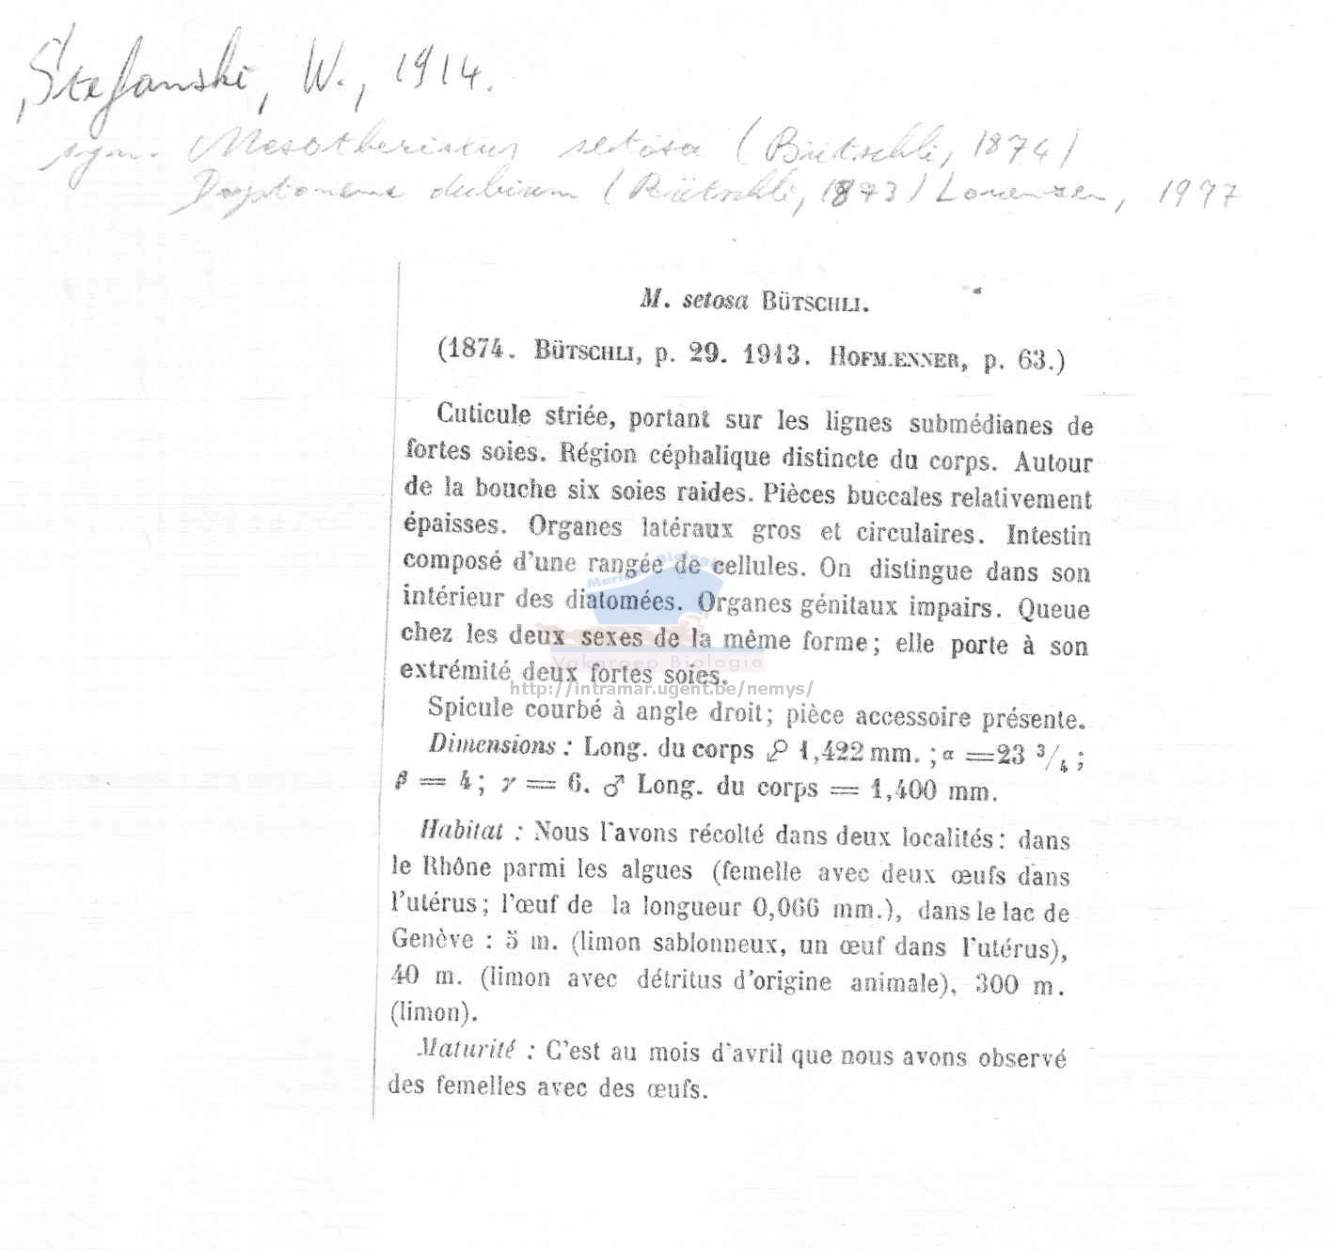 Stefanski, W., 1914.
syn. Mesotheristus setosa (Bütschli, 1874)
Daptonema dubium (Bütschli, 1873) Lorenzen, 1977
M. setosa BÜTSCHLI.
(1874. BÜTSCHLI, p. 29. 1913. HOFMÆNNER, p. 63.)
Cuticule striée, portant sur les lignes submédianes de
fortes soies. Région céphalique distincte du corps. Autour
de la bouche six soies raides. Pièces buccales relativement
épaisses. Organes latéraux gros et circulaires. Intestin
composé d'une rangée de cellules. On distingue dans son
intérieur des diatomées. Organes génitaux impairs. Queue
chez les deux sexes de la même forme; elle porte à son
extrémité deux fortes soies.
Vakgroep Biologie
http://intramar.ugent.be/nemys/
Spicule courbé à angle droit; pièce accessoire présente.
Dimensions : Long. du corps ♀ 1,422 mm. ; α = 23 3/4 ;
β = 4; γ = 6. ♂ Long. du corps = 1,400 mm.
Habitat : Nous l'avons récolté dans deux localités: dans
le Rhône parmi les algues (femelle avec deux œufs dans
l'utérus; l'œuf de la longueur 0,066 mm.), dans le lac de
Genève : 5 m. (limon sablonneux, un œuf dans l'utérus),
40 m. (limon avec détritus d'origine animale), 300 m.
(limon).
Maturité : C'est au mois d'avril que nous avons observé
des femelles avec des œufs.